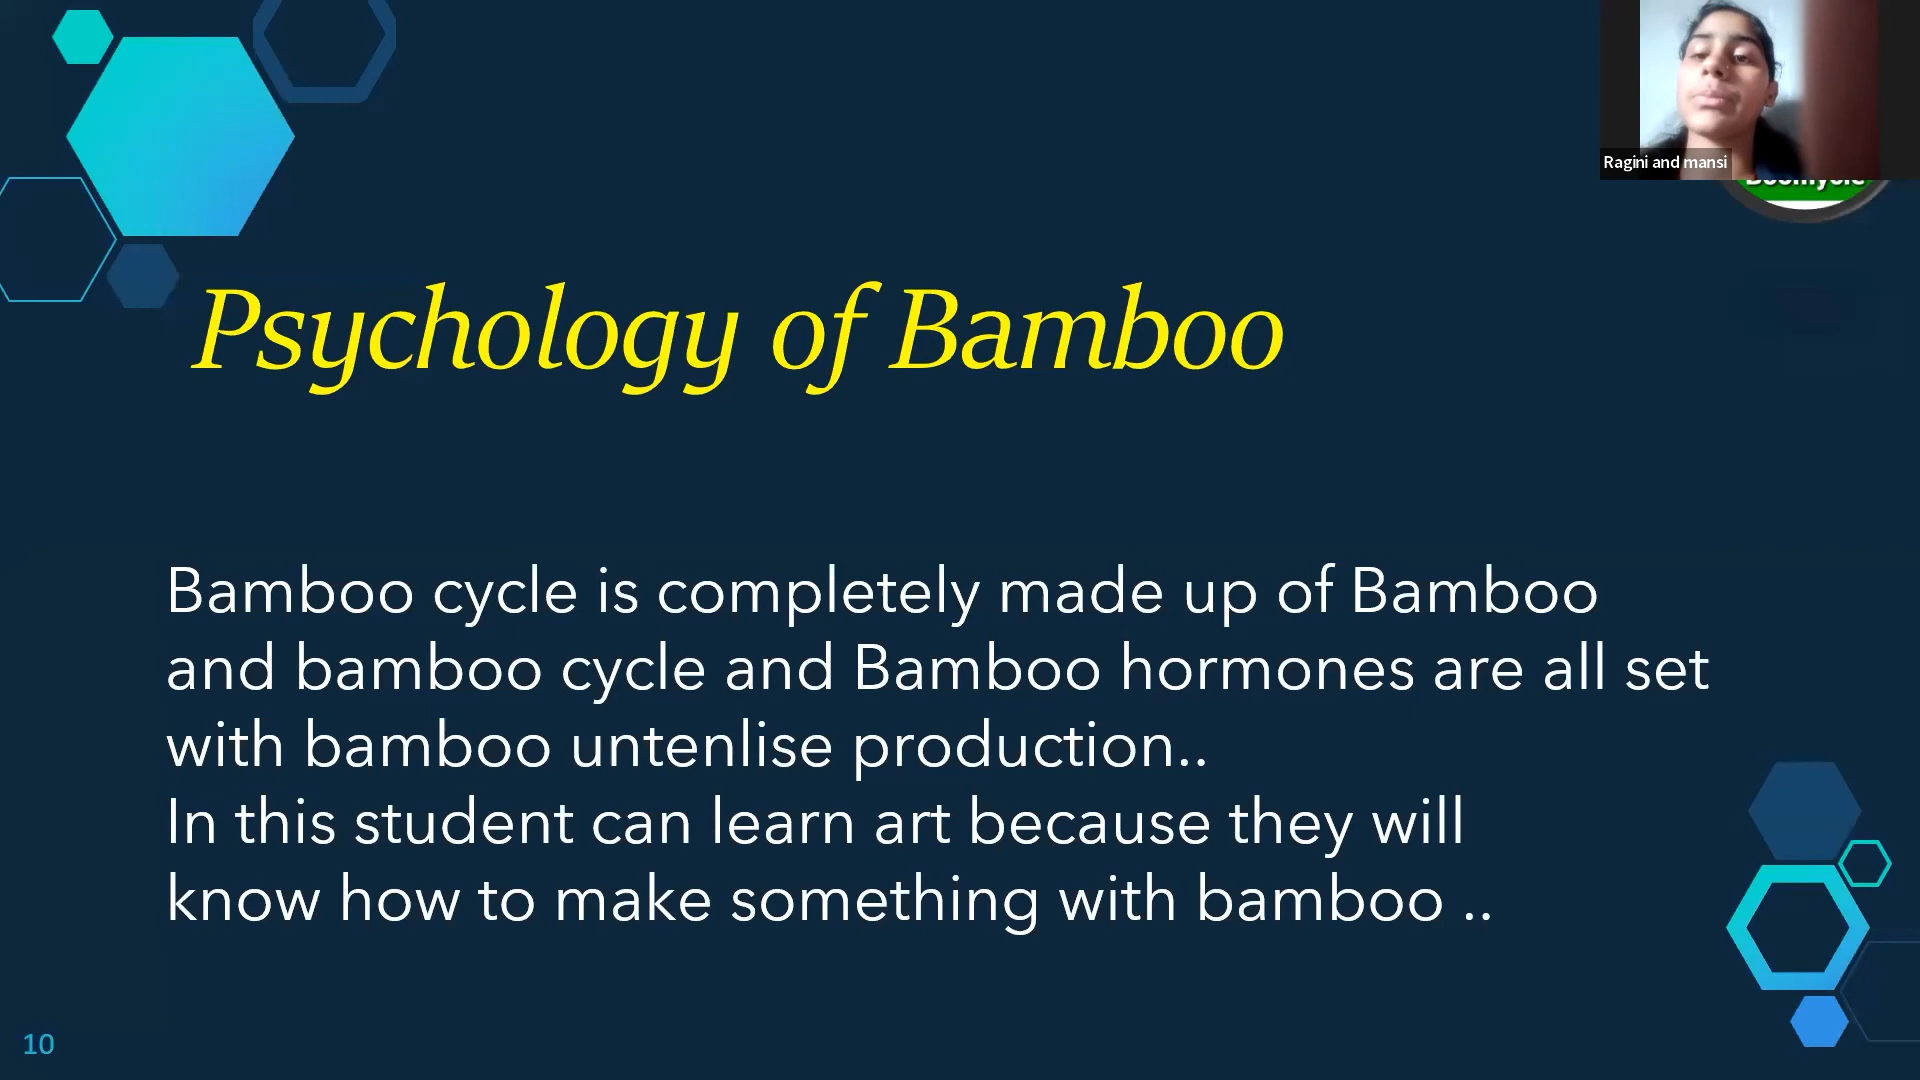 Ragini and mansi
Psychology of Bamboo
Bamboo cycle is completely made up of Bamboo
and bamboo cycle and Bamboo hormones are all set
with bamboo untenlise production..
In this student can learn art because they will
know how to make something with bamboo ..
10